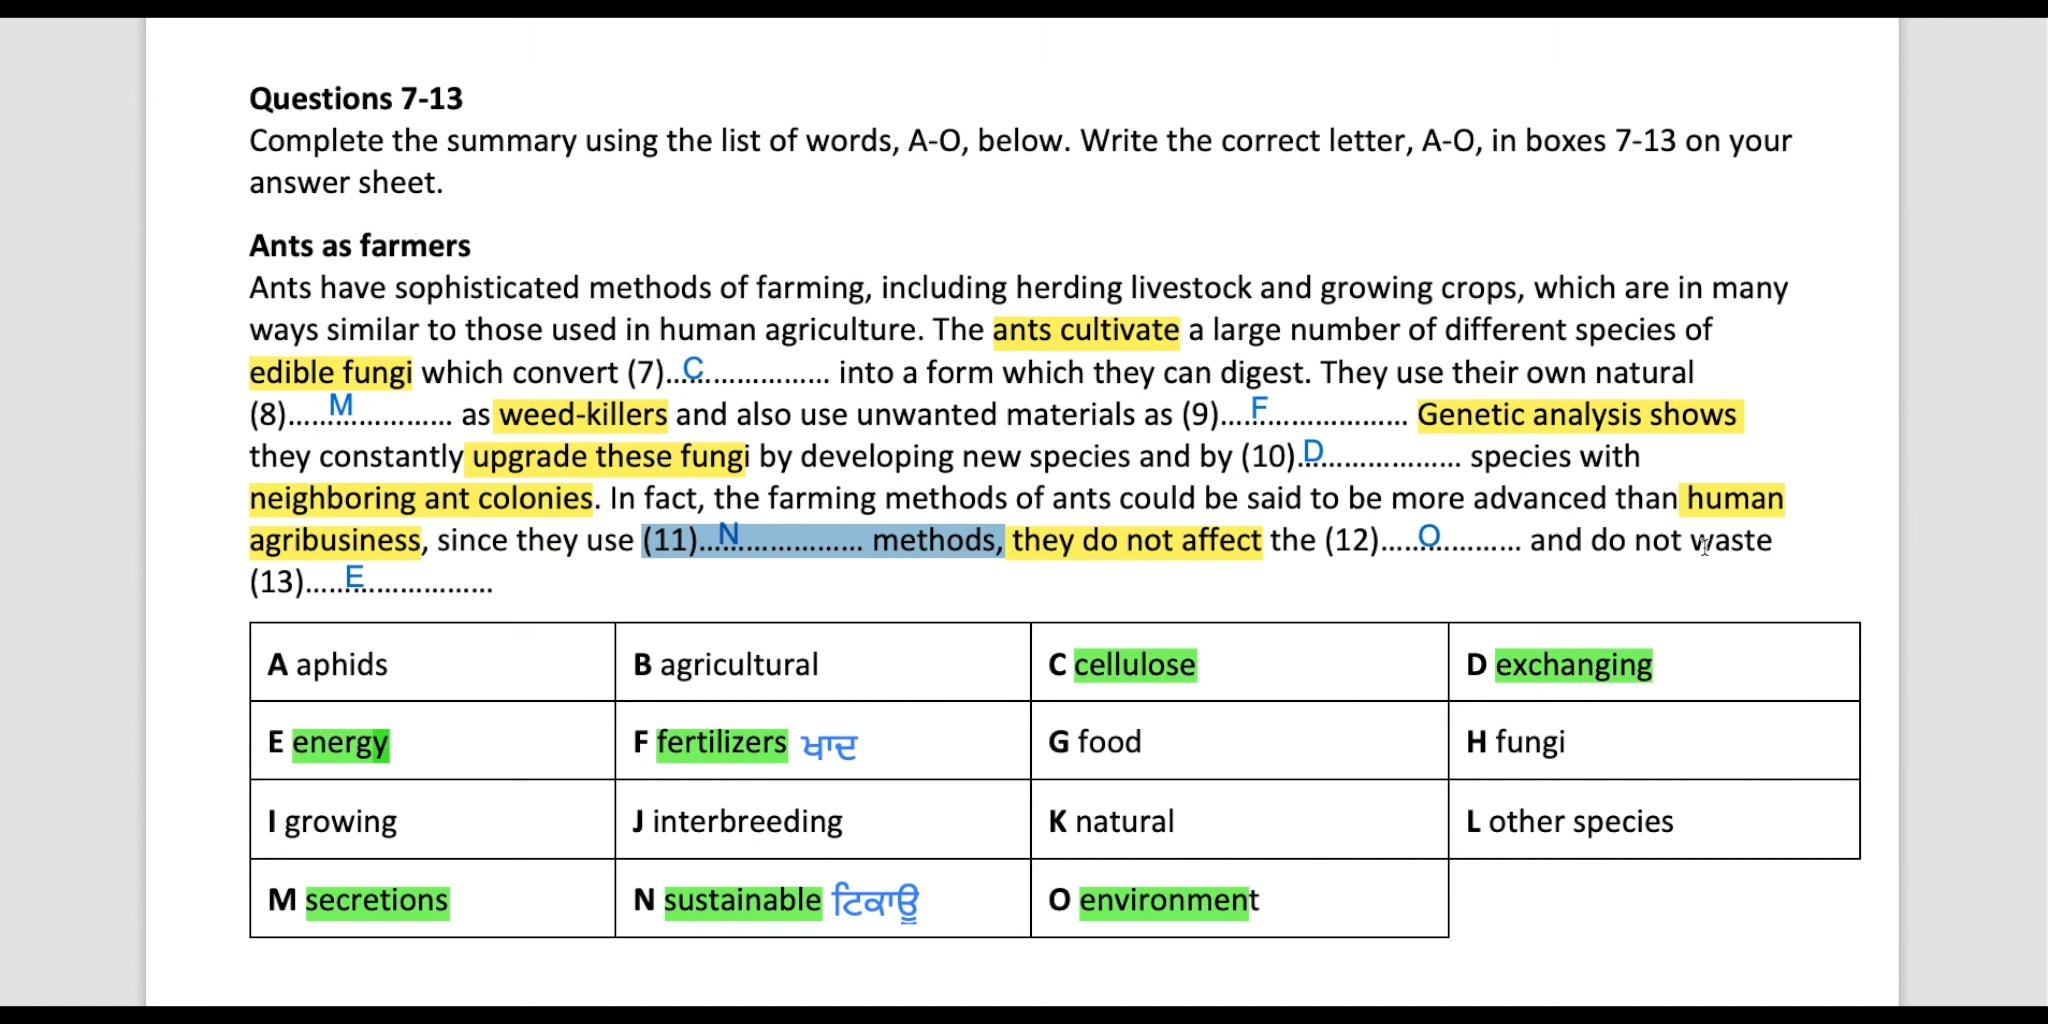 Questions 7-13
Complete the summary using the list of words, A-O, below. Write the correct letter, A-O, in boxes 7-13 on your
answer sheet.
Ants as farmers
Ants have sophisticated methods of farming, including herding livestock and growing crops, which are in many
ways similar to those used in human agriculture. The ants cultivate a large number of different species of
edible fungi which convert (7)...C.................. into a form which they can digest. They use their own natural
(8).....M................ as weed-killers and also use unwanted materials as (9)....F.................. Genetic analysis shows
they constantly upgrade these fungi by developing new species and by (10).D.................... species with
neighboring ant colonies. In fact, the farming methods of ants could be said to be more advanced than human
agribusiness, since they use (11)...N.................. methods, they do not affect the (12).....O............ and do not waste
(13).....E..................
A aphids
B agricultural
C cellulose
D exchanging
E energy
F fertilizers ਖਾਦ
G food
H fungi
I growing
J interbreeding
K natural
L other species
M secretions
N sustainable ਟਿਕਾਊ
O environment